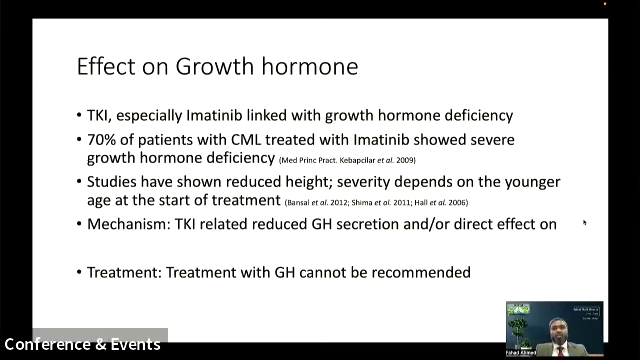 Effect on Growth hormone
• TKI, especially Imatinib linked with growth hormone deficiency
• 70% of patients with CML treated with Imatinib showed severe
growth hormone deficiency (Med Princ Pract. Kebapcilar et al. 2009)
• Studies have shown reduced height; severity depends on the younger
age at the start of treatment (Bansal et al. 2012; Shima et al. 2011; Hall et al. 2006)
• Mechanism: TKI related reduced GH secretion and/or direct effect on
• Treatment: Treatment with GH cannot be recommended
Conference & Events
Fahad Ahmed